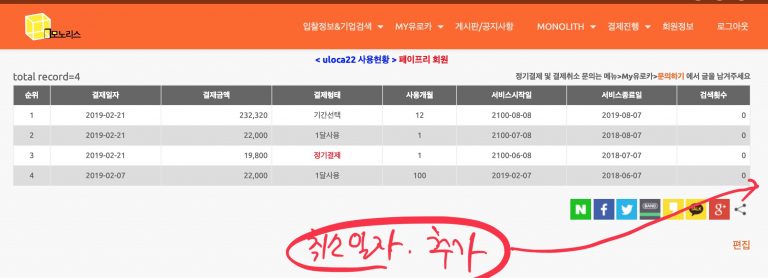 모노리스
입찰정보&기업검색 MY유로카 게시판/공지사항 MONOLITH 결제진행 회원정보 로그아웃
< uloca22 사용현황 > 페이프리 회원
total record=4
정기결제 및 결제취소 문의는 메뉴>My유로카>문의하기 에서 글을 남겨주세요
순위 결제일자 결제금액 결제형태 사용개월 서비스시작일 서비스종료일 검색횟수
1 2019-02-21 232,320 기간선택 12 2100-08-08 2019-08-07 0
2 2019-02-21 22,000 1달사용 1 2100-07-08 2018-08-07 0
3 2019-02-21 19,800 정기결제 1 2100-06-08 2018-07-07 0
4 2019-02-07 22,000 1달사용 100 2019-02-07 2018-06-07 0
N f BAND TALK g+
취소일자. 추가
편집